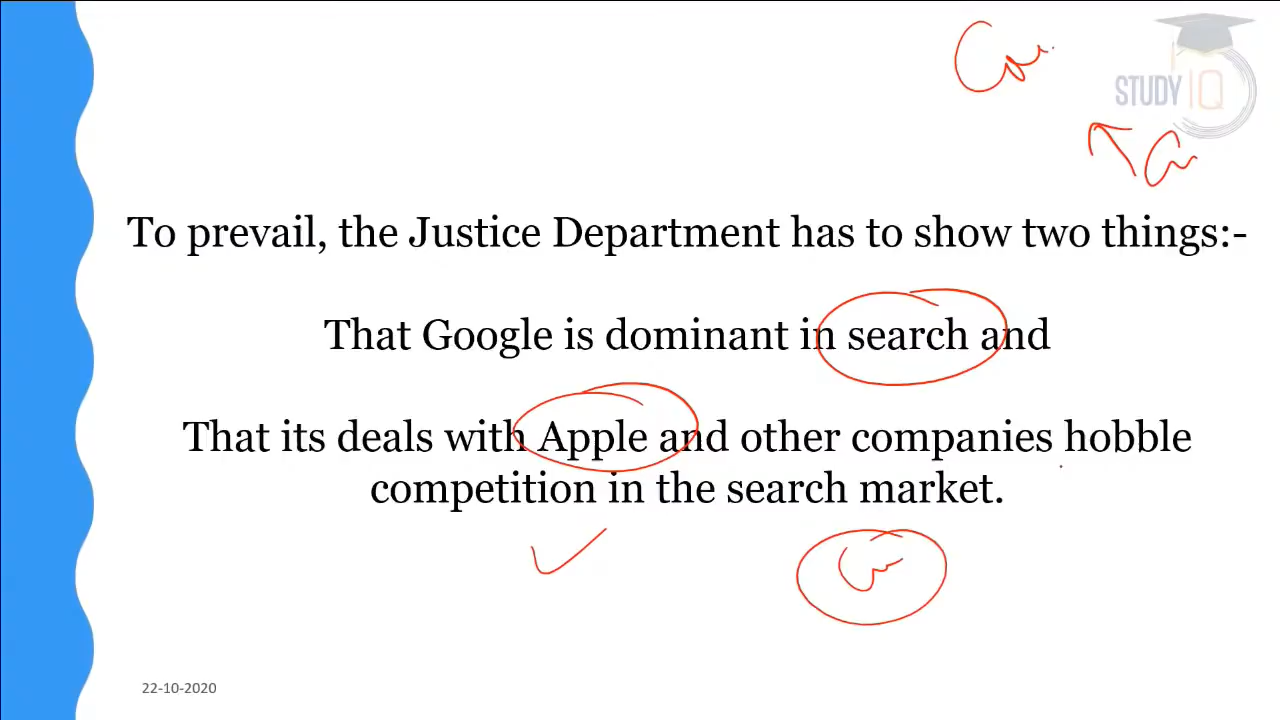 STUDY IQ
To prevail, the Justice Department has to show two things:-
That Google is dominant in search and
That its deals with Apple and other companies hobble
competition in the search market.
22-10-2020